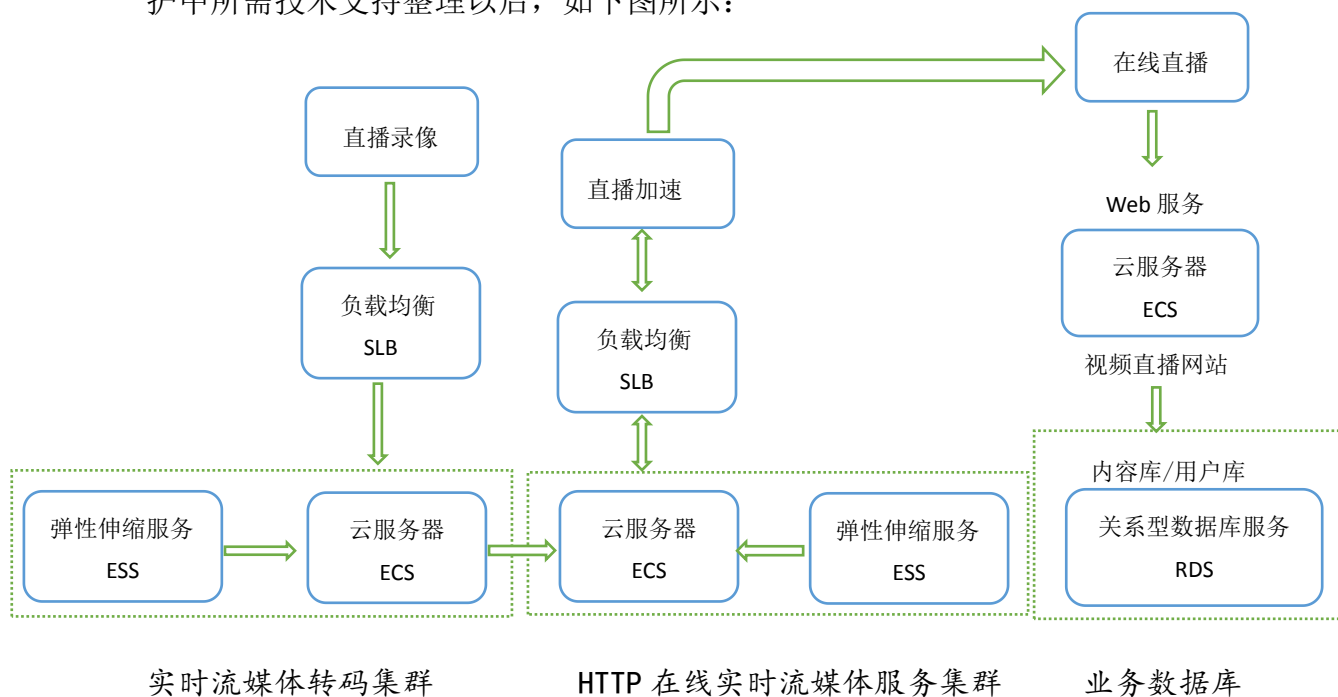 护中所需技术支持整理以后，如下图所示：
在线直播
直播录像
直播加速
Web 服务
云服务器
ECS
视频直播网站
负载均衡
SLB
负载均衡
SLB
内容库/用户库
弹性伸缩服务
ESS
云服务器
ECS
云服务器
ECS
弹性伸缩服务
ESS
关系型数据库服务
RDS
实时流媒体转码集群
HTTP 在线实时流媒体服务集群
业务数据库